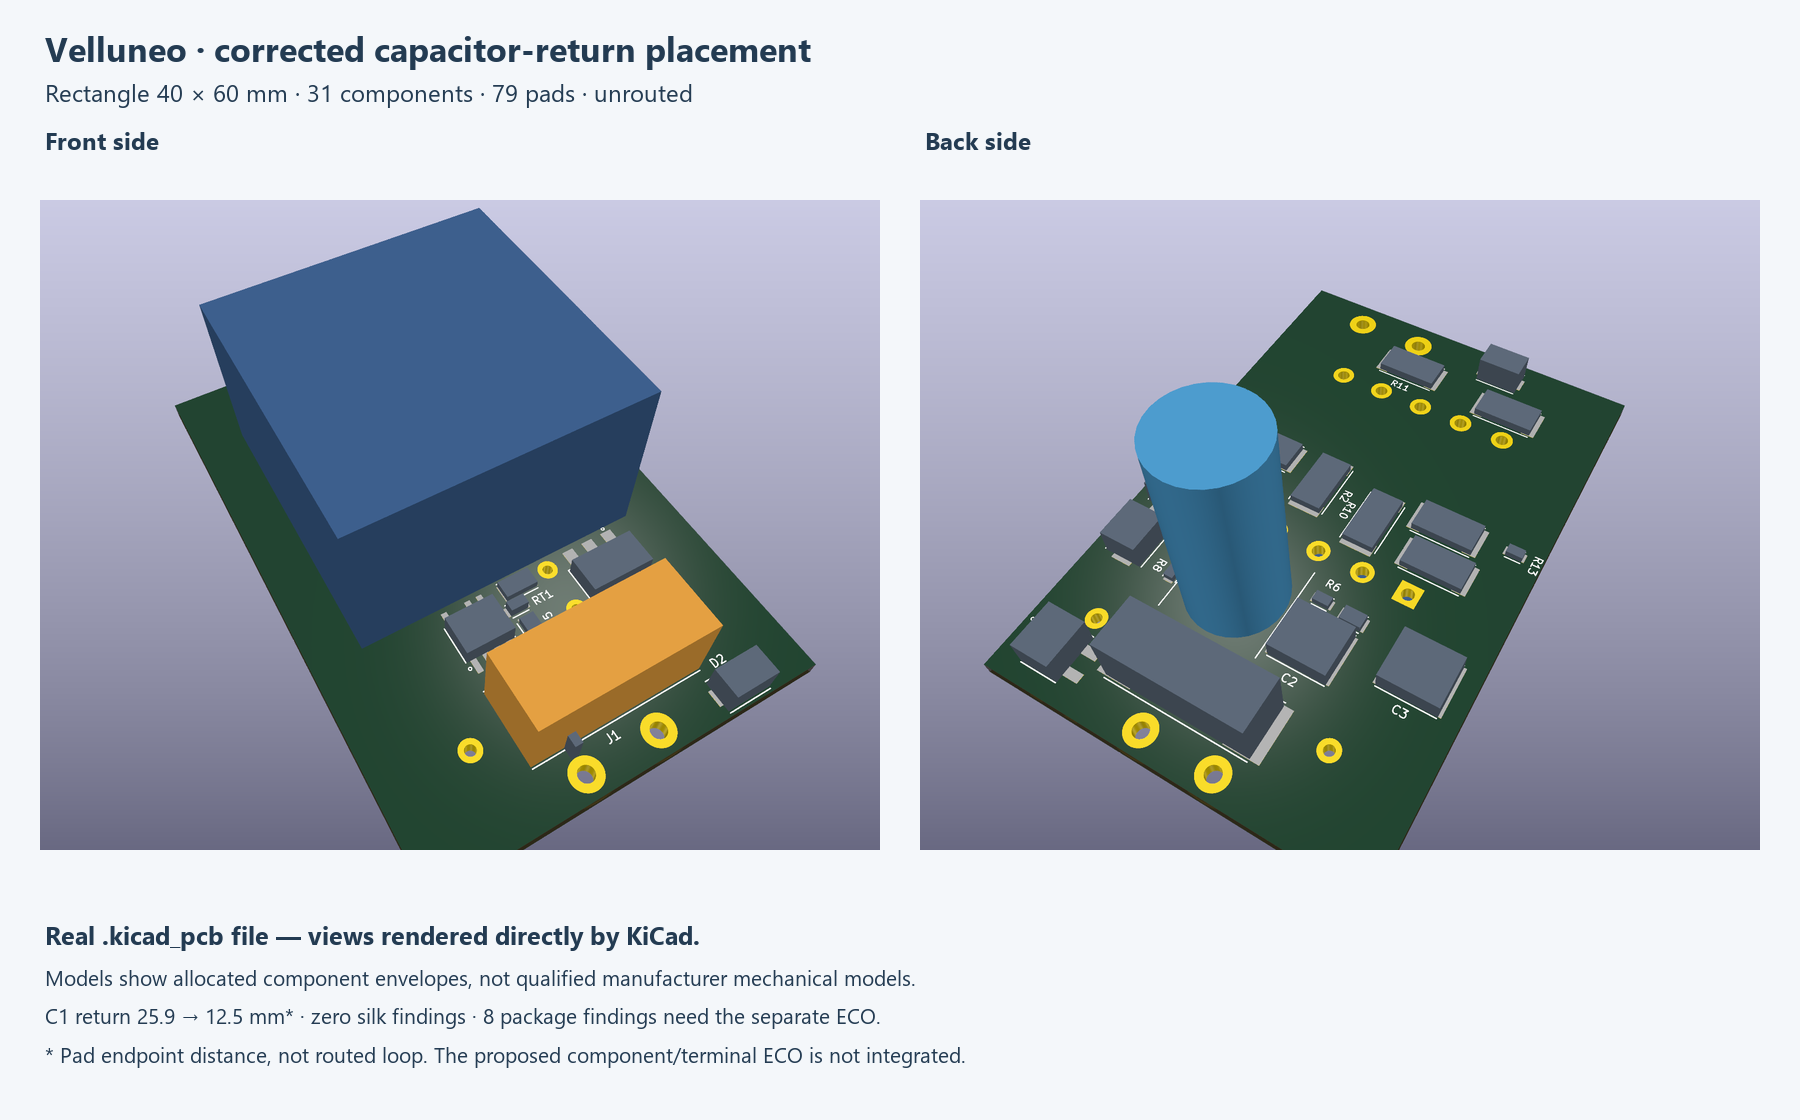 Velluneo · corrected capacitor-return placement
Rectangle 40 × 60 mm · 31 components · 79 pads · unrouted
Front side
Back side
RT1
D2
J1
R11
R2
R10
R13
R8
R6
C2
C3
Real .kicad_pcb file — views rendered directly by KiCad.
Models show allocated component envelopes, not qualified manufacturer mechanical models.
C1 return 25.9 → 12.5 mm* · zero silk findings · 8 package findings need the separate ECO.
* Pad endpoint distance, not routed loop. The proposed component/terminal ECO is not integrated.